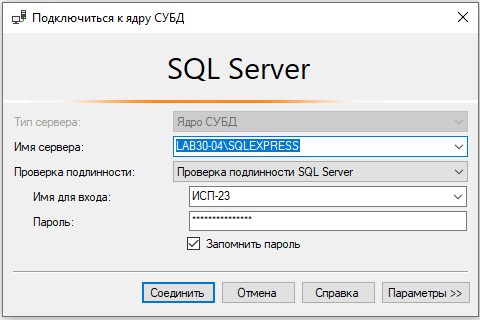 Подключиться к ядру СУБД
SQL Server
Тип сервера: Ядро СУБД
Имя сервера: LAB30-04\SQLEXPRESS
Проверка подлинности: Проверка подлинности SQL Server
Имя для входа: ИСП-23
Пароль: ***************
Запомнить пароль
Соединить Отмена Справка Параметры >>